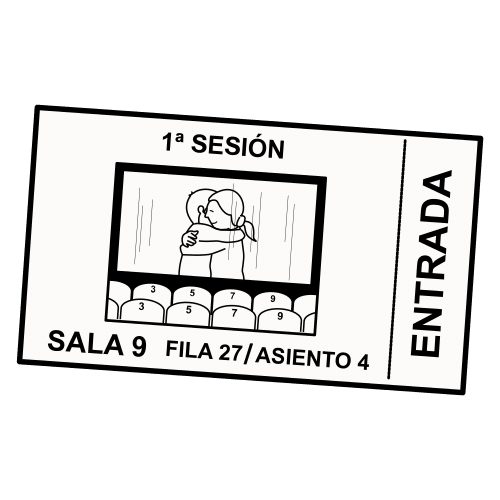 1ª SESIÓN
3 5 7 9
3 5 7 9
SALA 9 FILA 27/ASIENTO 4
ENTRADA